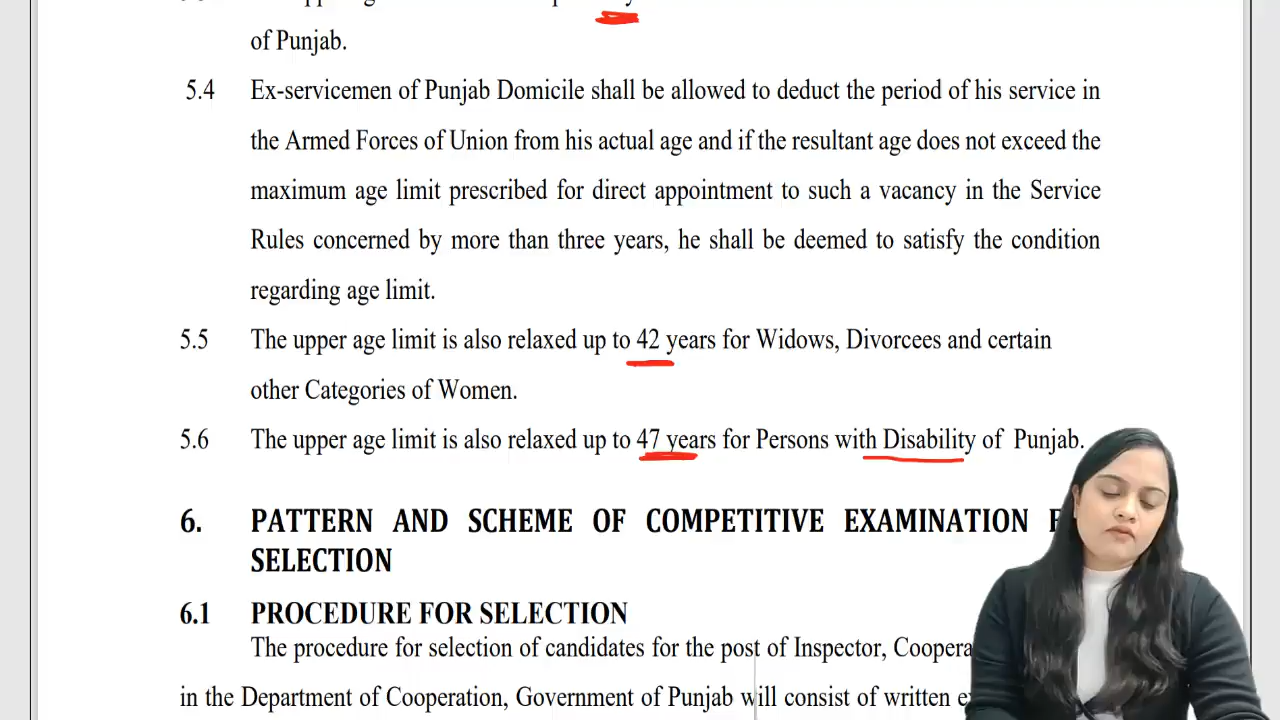 of Punjab.
5.4 Ex-servicemen of Punjab Domicile shall be allowed to deduct the period of his service in
the Armed Forces of Union from his actual age and if the resultant age does not exceed the
maximum age limit prescribed for direct appointment to such a vacancy in the Service
Rules concerned by more than three years, he shall be deemed to satisfy the condition
regarding age limit.
5.5 The upper age limit is also relaxed up to 42 years for Widows, Divorcees and certain
other Categories of Women.
5.6 The upper age limit is also relaxed up to 47 years for Persons with Disability of Punjab.
6. PATTERN AND SCHEME OF COMPETITIVE EXAMINATION
SELECTION
6.1 PROCEDURE FOR SELECTION
The procedure for selection of candidates for the post of Inspector,
in the Department of Cooperation, Government of Punjab will consist of written